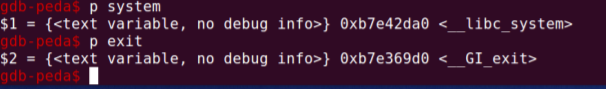 gdb-peda$ p system
$1 = {<text variable, no debug info>} 0xb7e42da0 <__libc_system>
gdb-peda$ p exit
$2 = {<text variable, no debug info>} 0xb7e369d0 <__GI_exit>
gdb-peda$